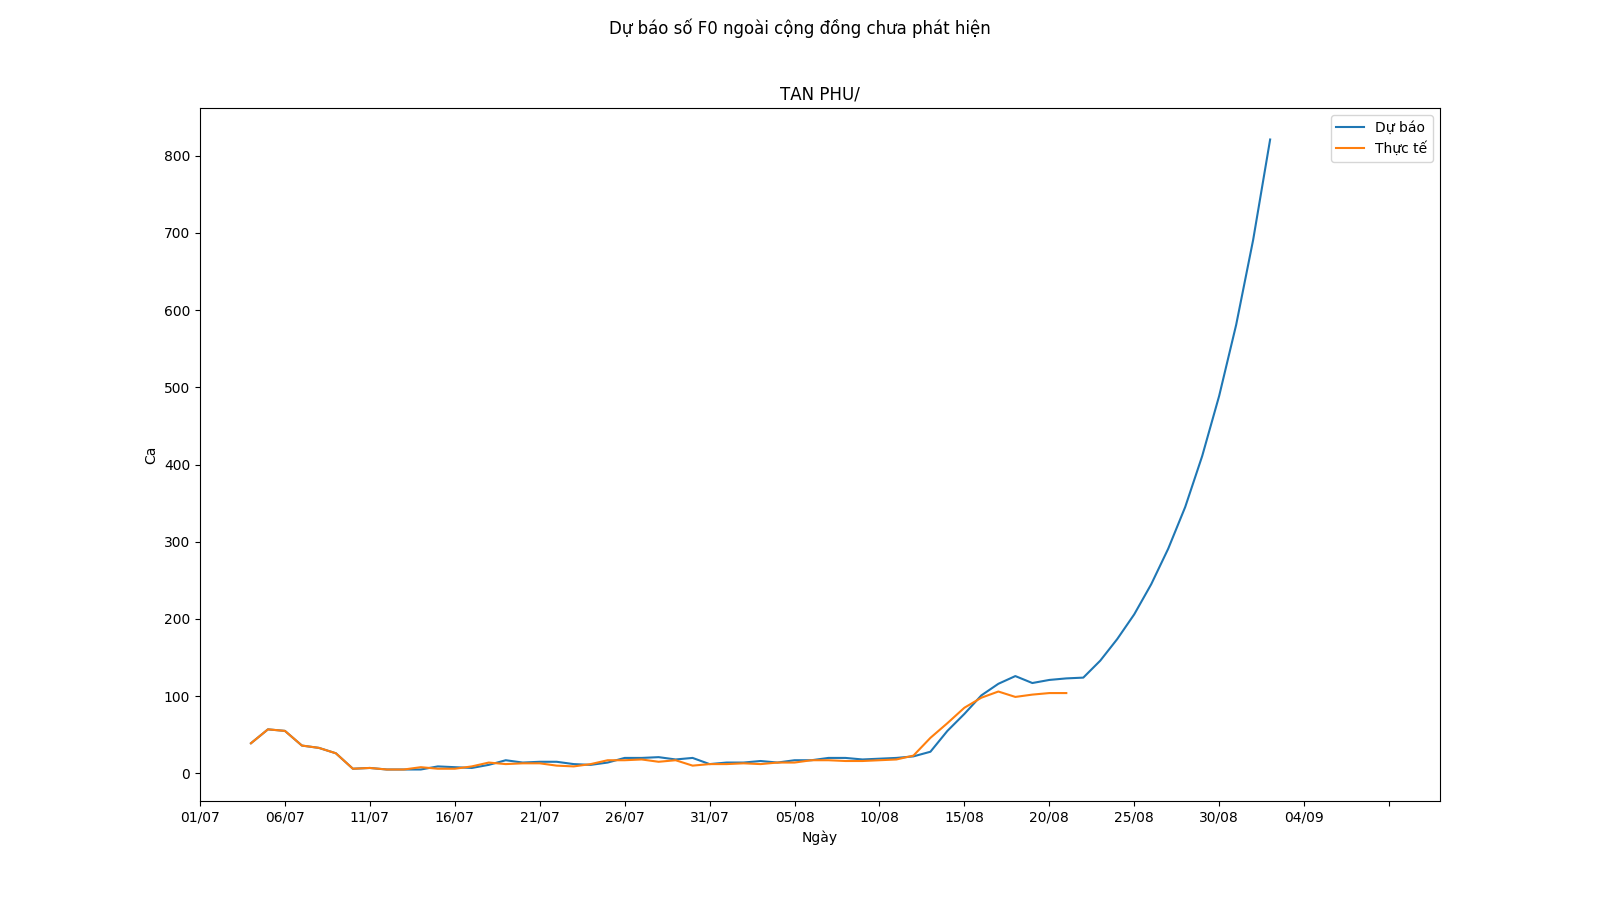 Dự báo số F0 ngoài cộng đồng chưa phát hiện
TAN PHU/
Dự báo
Thực tế
800
700
600
500
400
300
200
100
0
Ca
01/07 06/07 11/07 16/07 21/07 26/07 31/07 05/08 10/08 15/08 20/08 25/08 30/08 04/09
Ngày